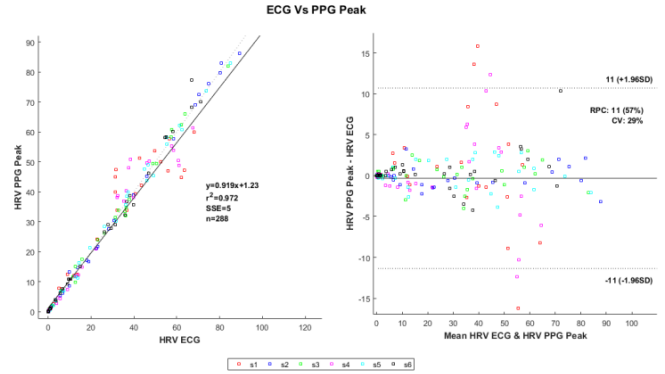 ECG Vs PPG Peak
90
80
70
60
50
40
30
20
10
0
HRV PPG Peak
y=0.919x+1.23
r2=0.972
SSE=5
n=288
0 20 40 60 80 100 120
HRV ECG
15
10
5
0
-5
-10
-15
HRV PPG Peak - HRV ECG
11 (+1.96SD)
RPC: 11 (57%)
CV: 29%
-11 (-1.96SD)
0 10 20 30 40 50 60 70 80 90 100
Mean HRV ECG & HRV PPG Peak
s1 s2 s3 s4 s5 s6